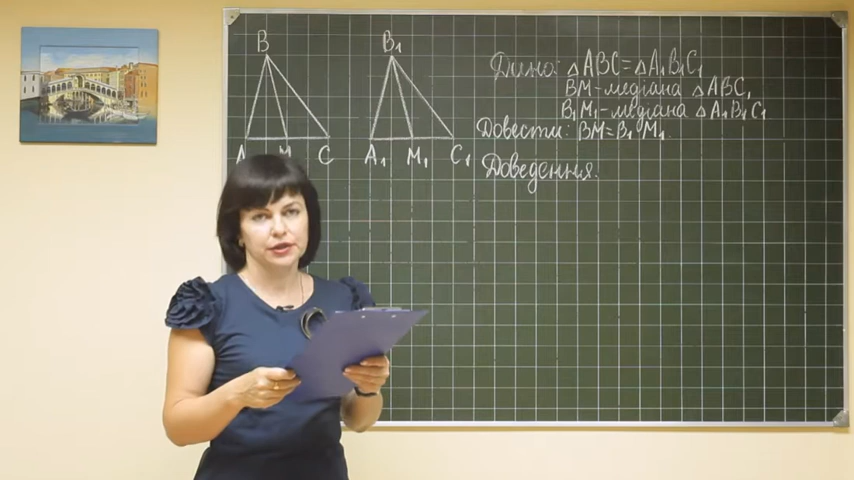 B B₁
A M C A₁ M₁ C₁
Дано: △ABC=△A₁B₁C₁
BM-медіана △ABC,
B₁M₁-медіана △A₁B₁C₁
Довести: BM=B₁M₁.
Доведення.